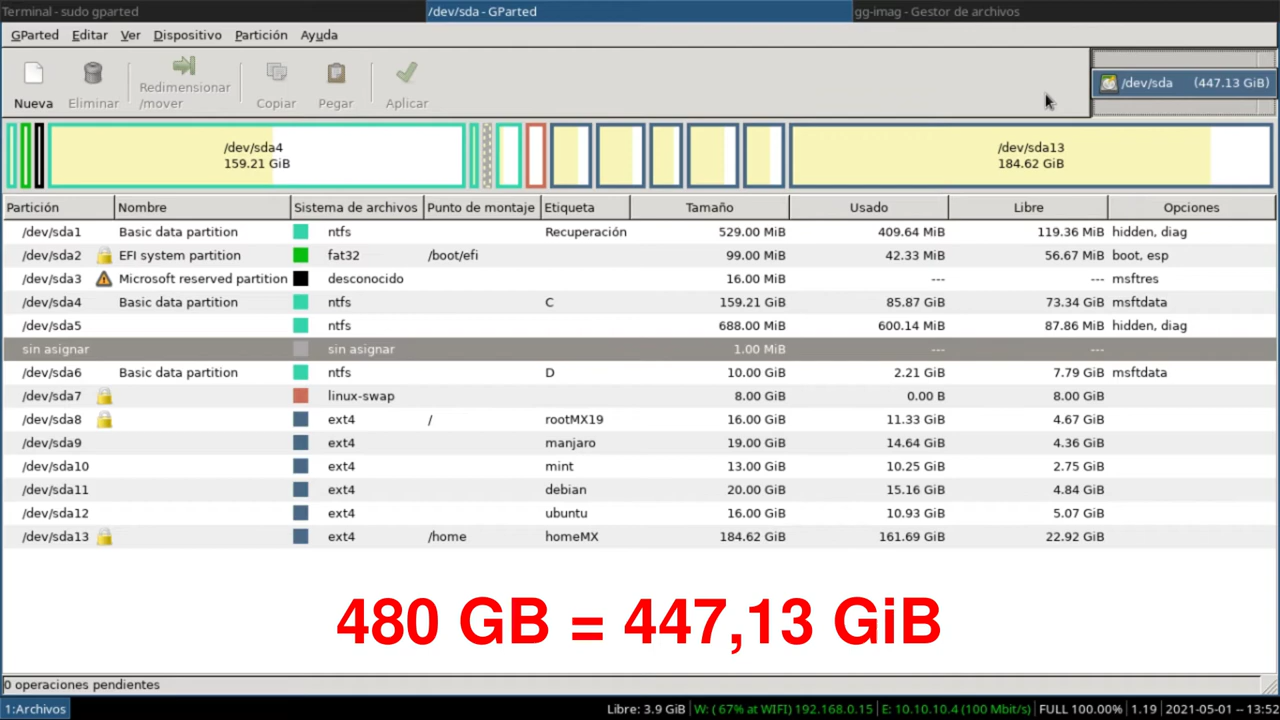 Terminal - sudo gparted
/dev/sda - GParted
gg-imag - Gestor de archivos
GParted Editar Ver Dispositivo Partición Ayuda
Nueva Eliminar Redimensionar /mover Copiar Pegar Aplicar
/dev/sda (447.13 GiB)
/dev/sda4
159.21 GiB
/dev/sda13
184.62 GiB
Partición Nombre Sistema de archivos Punto de montaje Etiqueta Tamaño Usado Libre Opciones
/dev/sda1 Basic data partition ntfs Recuperación 529.00 MiB 409.64 MiB 119.36 MiB hidden, diag
/dev/sda2 EFI system partition fat32 /boot/efi 99.00 MiB 42.33 MiB 56.67 MiB boot, esp
/dev/sda3 Microsoft reserved partition desconocido 16.00 MiB --- --- msftres
/dev/sda4 Basic data partition ntfs C 159.21 GiB 85.87 GiB 73.34 GiB msftdata
/dev/sda5 ntfs 688.00 MiB 600.14 MiB 87.86 MiB hidden, diag
sin asignar sin asignar 1.00 MiB --- ---
/dev/sda6 Basic data partition ntfs D 10.00 GiB 2.21 GiB 7.79 GiB msftdata
/dev/sda7 linux-swap 8.00 GiB 0.00 B 8.00 GiB
/dev/sda8 ext4 / rootMX19 16.00 GiB 11.33 GiB 4.67 GiB
/dev/sda9 ext4 manjaro 19.00 GiB 14.64 GiB 4.36 GiB
/dev/sda10 ext4 mint 13.00 GiB 10.25 GiB 2.75 GiB
/dev/sda11 ext4 debian 20.00 GiB 15.16 GiB 4.84 GiB
/dev/sda12 ext4 ubuntu 16.00 GiB 10.93 GiB 5.07 GiB
/dev/sda13 ext4 /home homeMX 184.62 GiB 161.69 GiB 22.92 GiB
480 GB = 447,13 GiB
0 operaciones pendientes
1:Archivos Libre: 3.9 GiB | W: ( 67% at WIFI) 192.168.0.15 | E: 10.10.10.4 (100 Mbit/s) | FULL 100.00% | 1.19 | 2021-05-01 -- 13:52